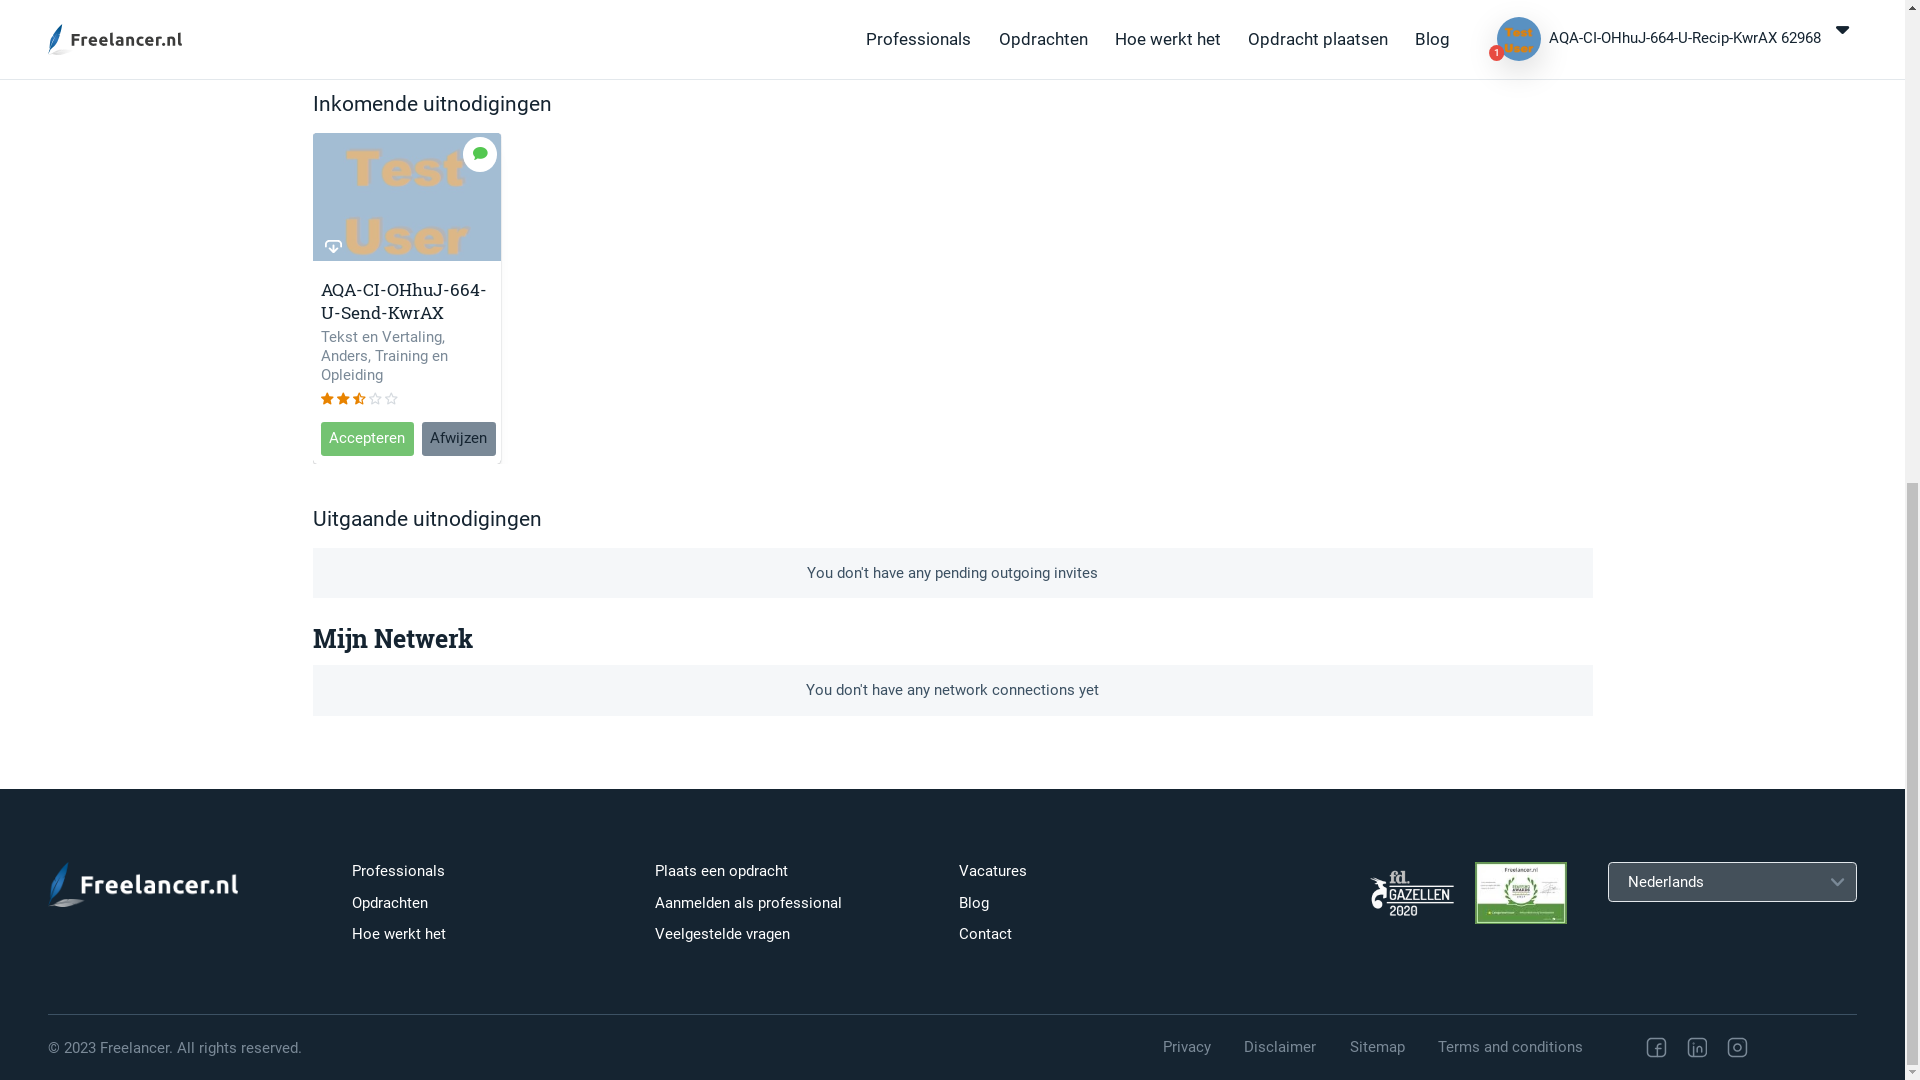 Freelancer.nl
Professionals
Opdrachten
Hoe werkt het
Opdracht plaatsen
Blog
Test
User
1
AQA-CI-OHhuJ-664-U-Recip-KwrAX 62968
Inkomende uitnodigingen
Test
User
AQA-CI-OHhuJ-664-
U-Send-KwrAX
Tekst en Vertaling,
Anders, Training en
Opleiding
Accepteren
Afwijzen
Uitgaande uitnodigingen
You don't have any pending outgoing invites
Mijn Netwerk
You don't have any network connections yet
Freelancer.nl
Professionals
Opdrachten
Hoe werkt het
Plaats een opdracht
Aanmelden als professional
Veelgestelde vragen
Vacatures
Blog
Contact
fd.
GAZELLEN
2020
Freelancer.nl
Nederlands
© 2023 Freelancer. All rights reserved.
Privacy
Disclaimer
Sitemap
Terms and conditions